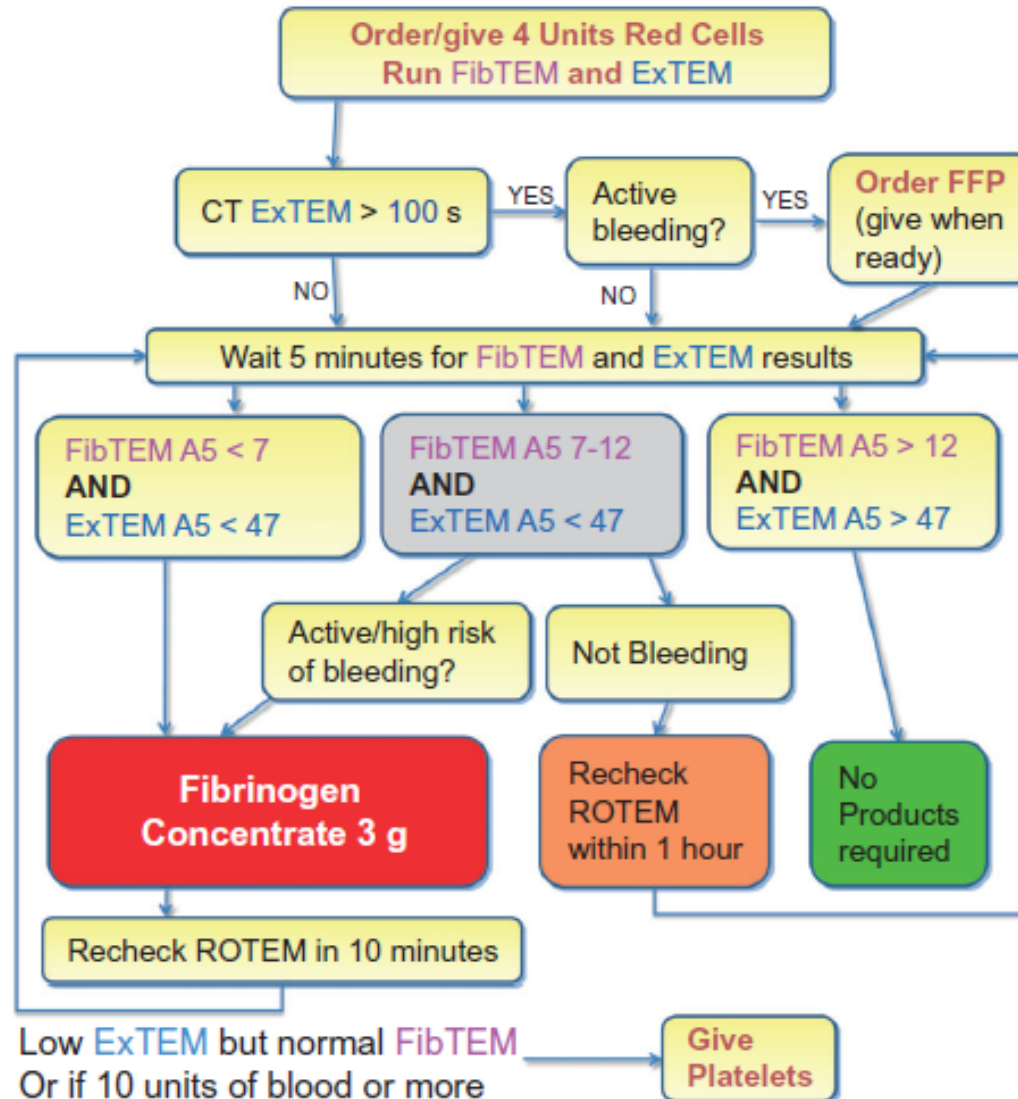 Order/give 4 Units Red Cells
Run FibTEM and ExTEM
CT ExTEM > 100 s
YES
Active
bleeding?
YES
Order FFP
(give when
ready)
NO
NO
Wait 5 minutes for FibTEM and ExTEM results
FibTEM A5 < 7
AND
ExTEM A5 < 47
FibTEM A5 7-12
AND
ExTEM A5 < 47
FibTEM A5 > 12
AND
ExTEM A5 > 47
Active/high risk
of bleeding?
Not Bleeding
Fibrinogen
Concentrate 3 g
Recheck
ROTEM
within 1 hour
No
Products
required
Recheck ROTEM in 10 minutes
Low ExTEM but normal FibTEM
Or if 10 units of blood or more
Give
Platelets